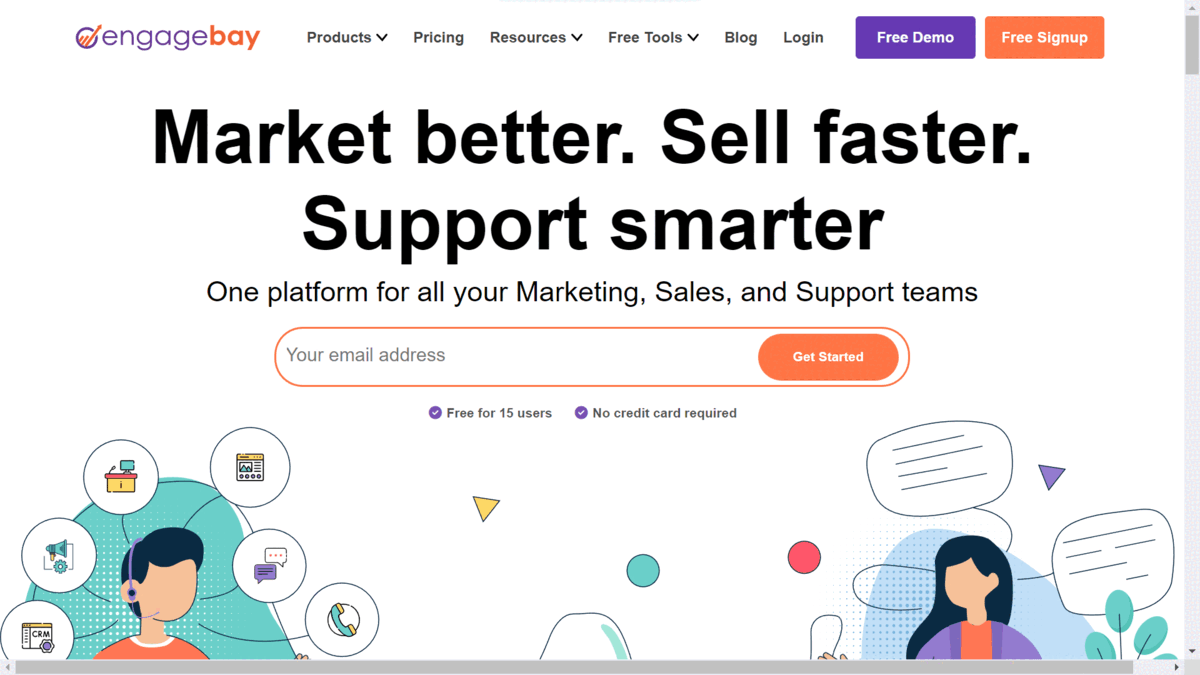 engagebay
Products Pricing Resources Free Tools Blog Login Free Demo Free Signup
Market better. Sell faster.
Support smarter
One platform for all your Marketing, Sales, and Support teams
Your email address Get Started
Free for 15 users No credit card required
i
CRM